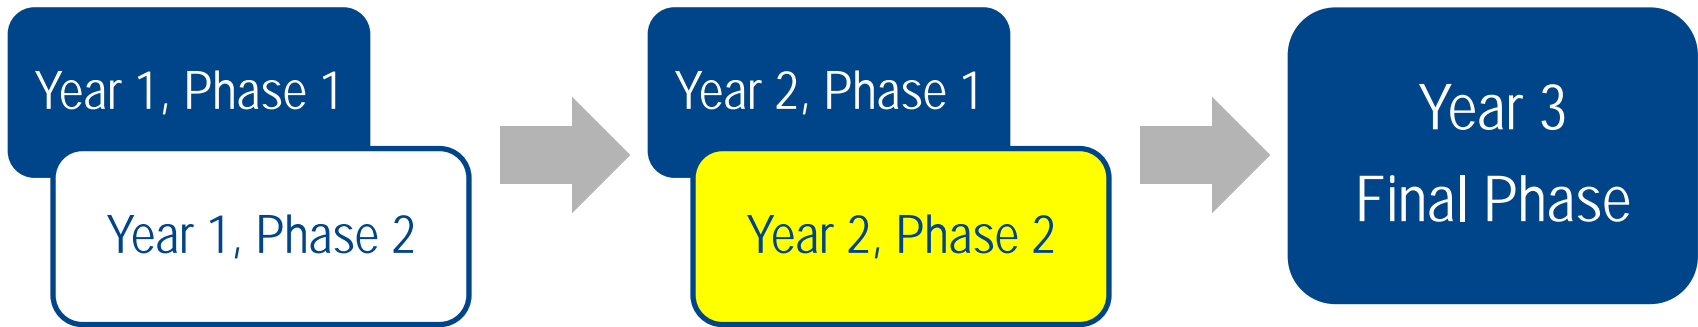 Year 1, Phase 1
Year 1, Phase 2
Year 2, Phase 1
Year 2, Phase 2
Year 3
Final Phase